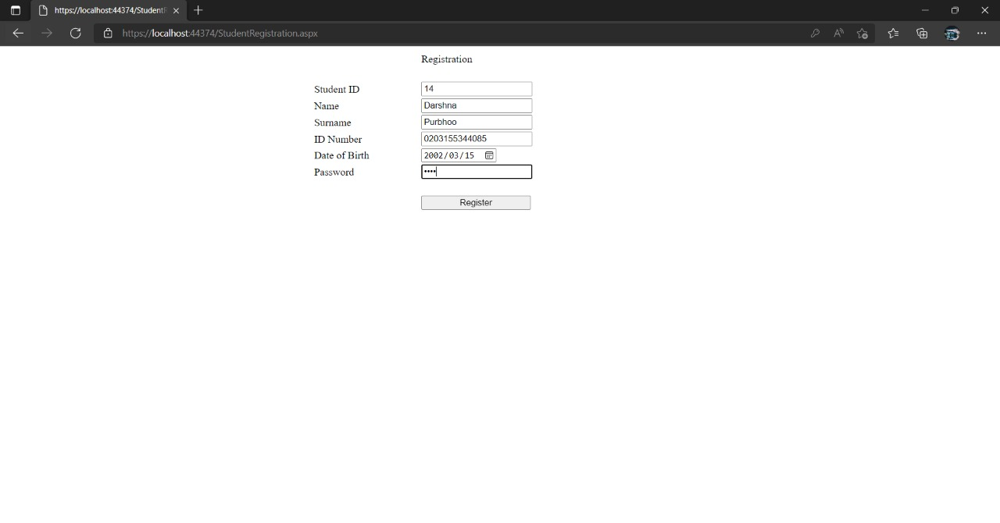 https://localhost:44374/StudentR
https://localhost:44374/StudentRegistration.aspx
Registration
Student ID 14
Name Darshna
Surname Purbhoo
ID Number 0203155344085
Date of Birth 2002/03/15
Password ••••
Register